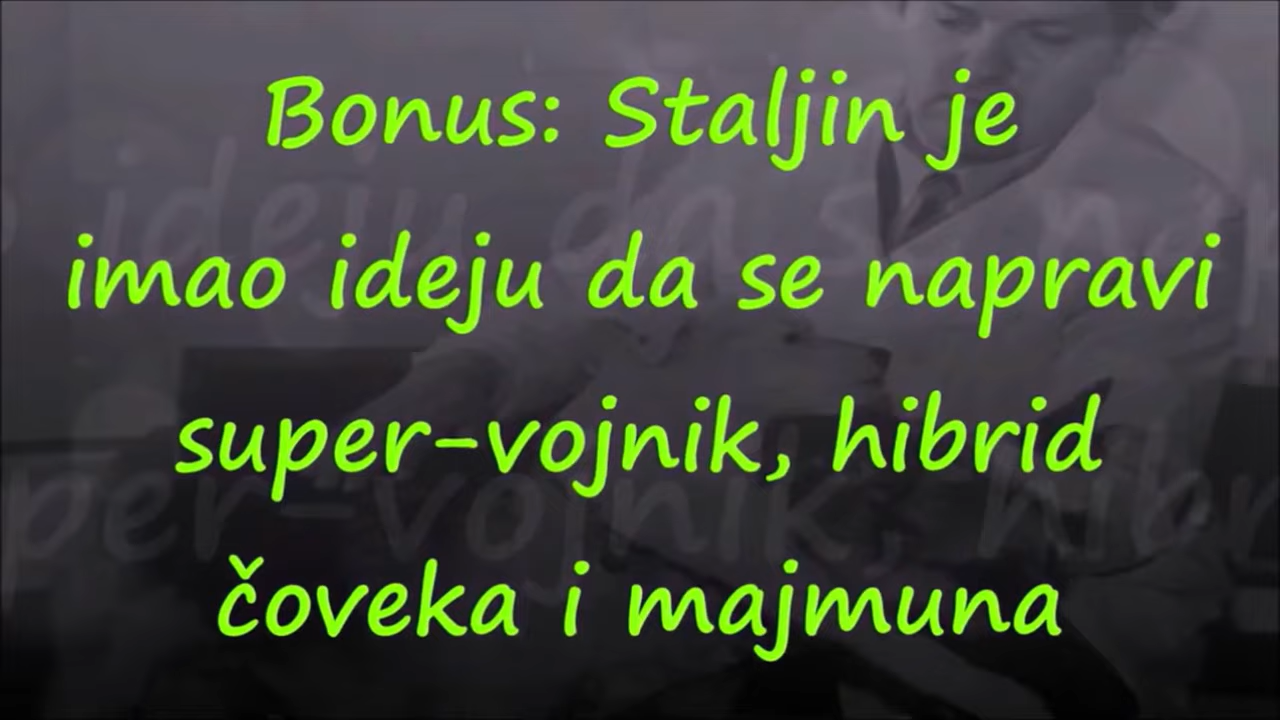 Bonus: Staljin je
imao ideju da se napravi
super-vojnik, hibrid
čoveka i majmuna